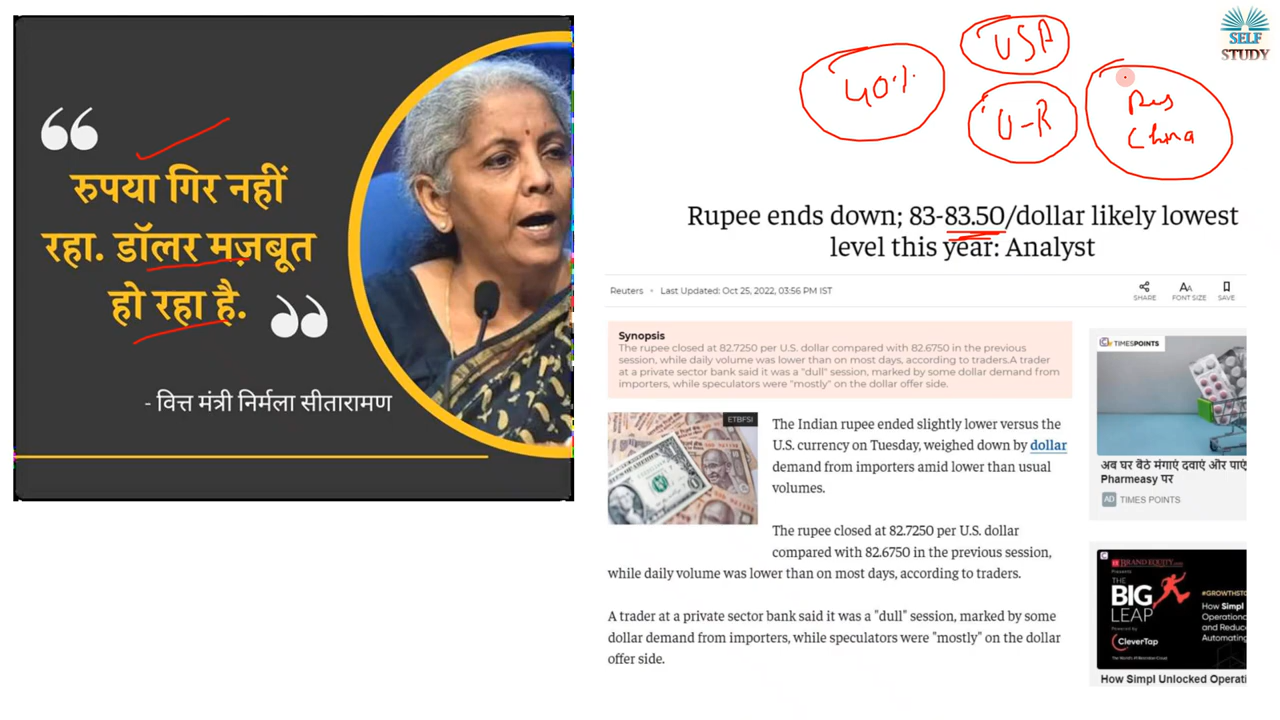 रुपया गिर नहीं
रहा. डॉलर मज़बूत
हो रहा है.
- वित्त मंत्री निर्मला सीतारामण
40%
USA
U-R
Rus
China
SELF
STUDY
Rupee ends down; 83-83.50/dollar likely lowest
level this year: Analyst
Reuters • Last Updated: Oct 25, 2022, 03:56 PM IST
SHARE
AA
FONT SIZE
SAVE
Synopsis
The rupee closed at 82.7250 per U.S. dollar compared with 82.6750 in the previous
session, while daily volume was lower than on most days, according to traders.A trader
at a private sector bank said it was a "dull" session, marked by some dollar demand from
importers, while speculators were "mostly" on the dollar offer side.
ETBFSI
The Indian rupee ended slightly lower versus the
U.S. currency on Tuesday, weighed down by dollar
demand from importers amid lower than usual
volumes.
The rupee closed at 82.7250 per U.S. dollar
compared with 82.6750 in the previous session,
while daily volume was lower than on most days, according to traders.
A trader at a private sector bank said it was a "dull" session, marked by some
dollar demand from importers, while speculators were "mostly" on the dollar
offer side.
TIMESPOINTS
अब घर बैठे मंगाएं दवाएं और पाएं
Pharmeasy पर
AD TIMES POINTS
BRAND EQUITY.com
Presents
THE
BIG
LEAP
Powered by
CleverTap
#GROWTHSTO
How Simpl
Operationa
and Reduce
Automating
How Simpl Unlocked Operati